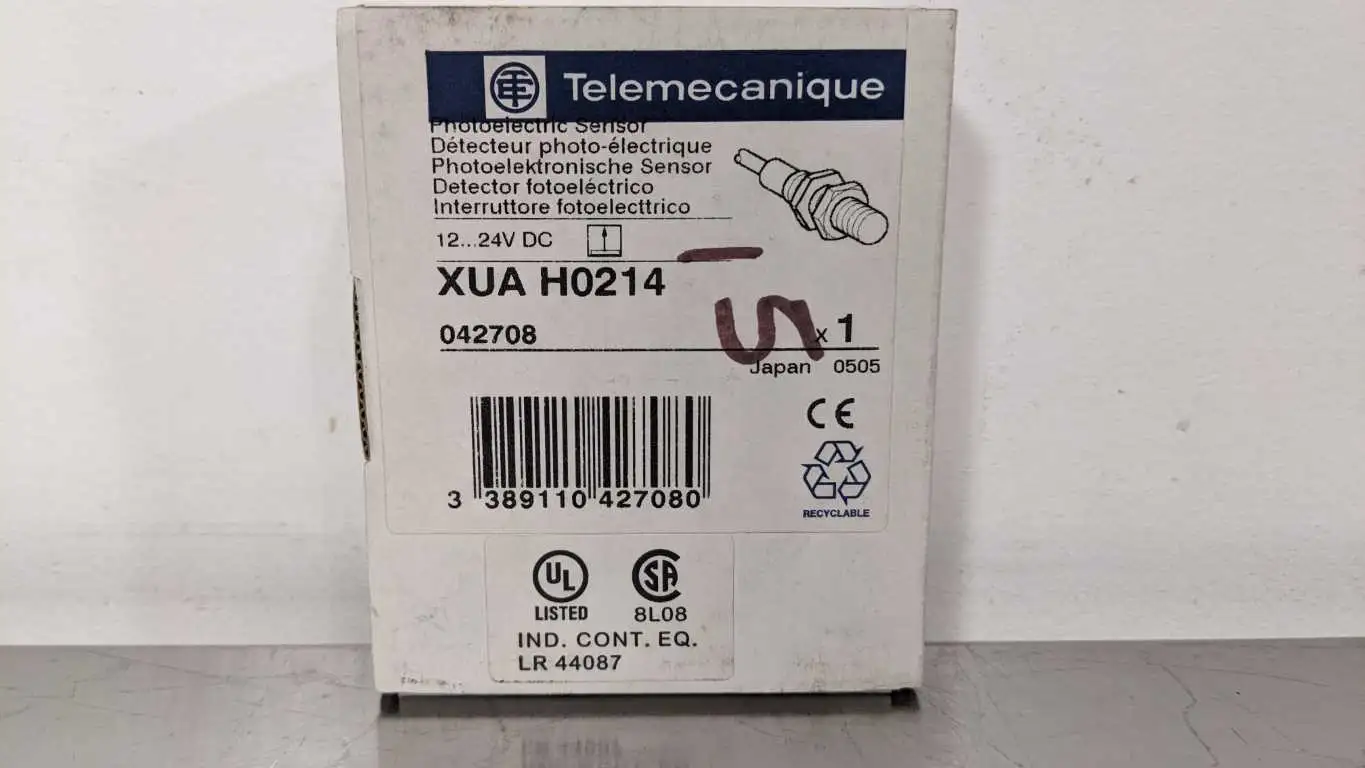 Telemecanique
Photoelectric Sensor
Détecteur photo-électrique
Photoelektronische Sensor
Detector fotoeléctrico
Interruttore fotoelecttrico
12...24V DC
XUA H0214
042708
x 1
Japan 0505
CE
3 389110 427080
RECYCLABLE
UL SA
LISTED 8L08
IND. CONT. EQ.
LR 44087